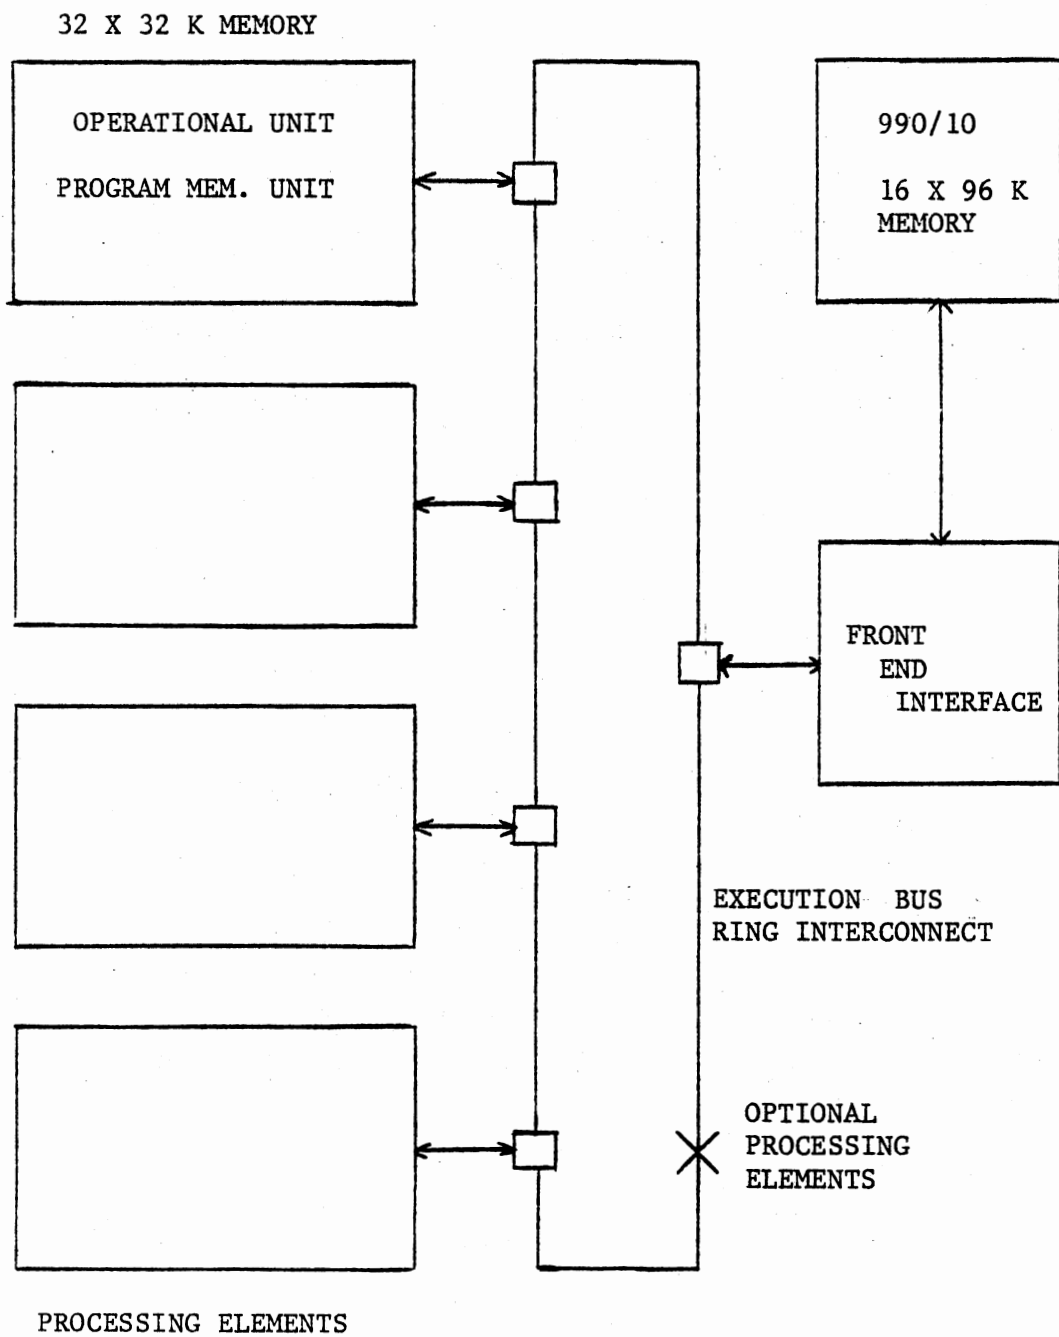 32 X 32 K MEMORY
OPERATIONAL UNIT
PROGRAM MEM. UNIT
990/10
16 X 96 K
MEMORY
FRONT
END
INTERFACE
EXECUTION BUS
RING INTERCONNECT
OPTIONAL
PROCESSING
ELEMENTS
PROCESSING ELEMENTS